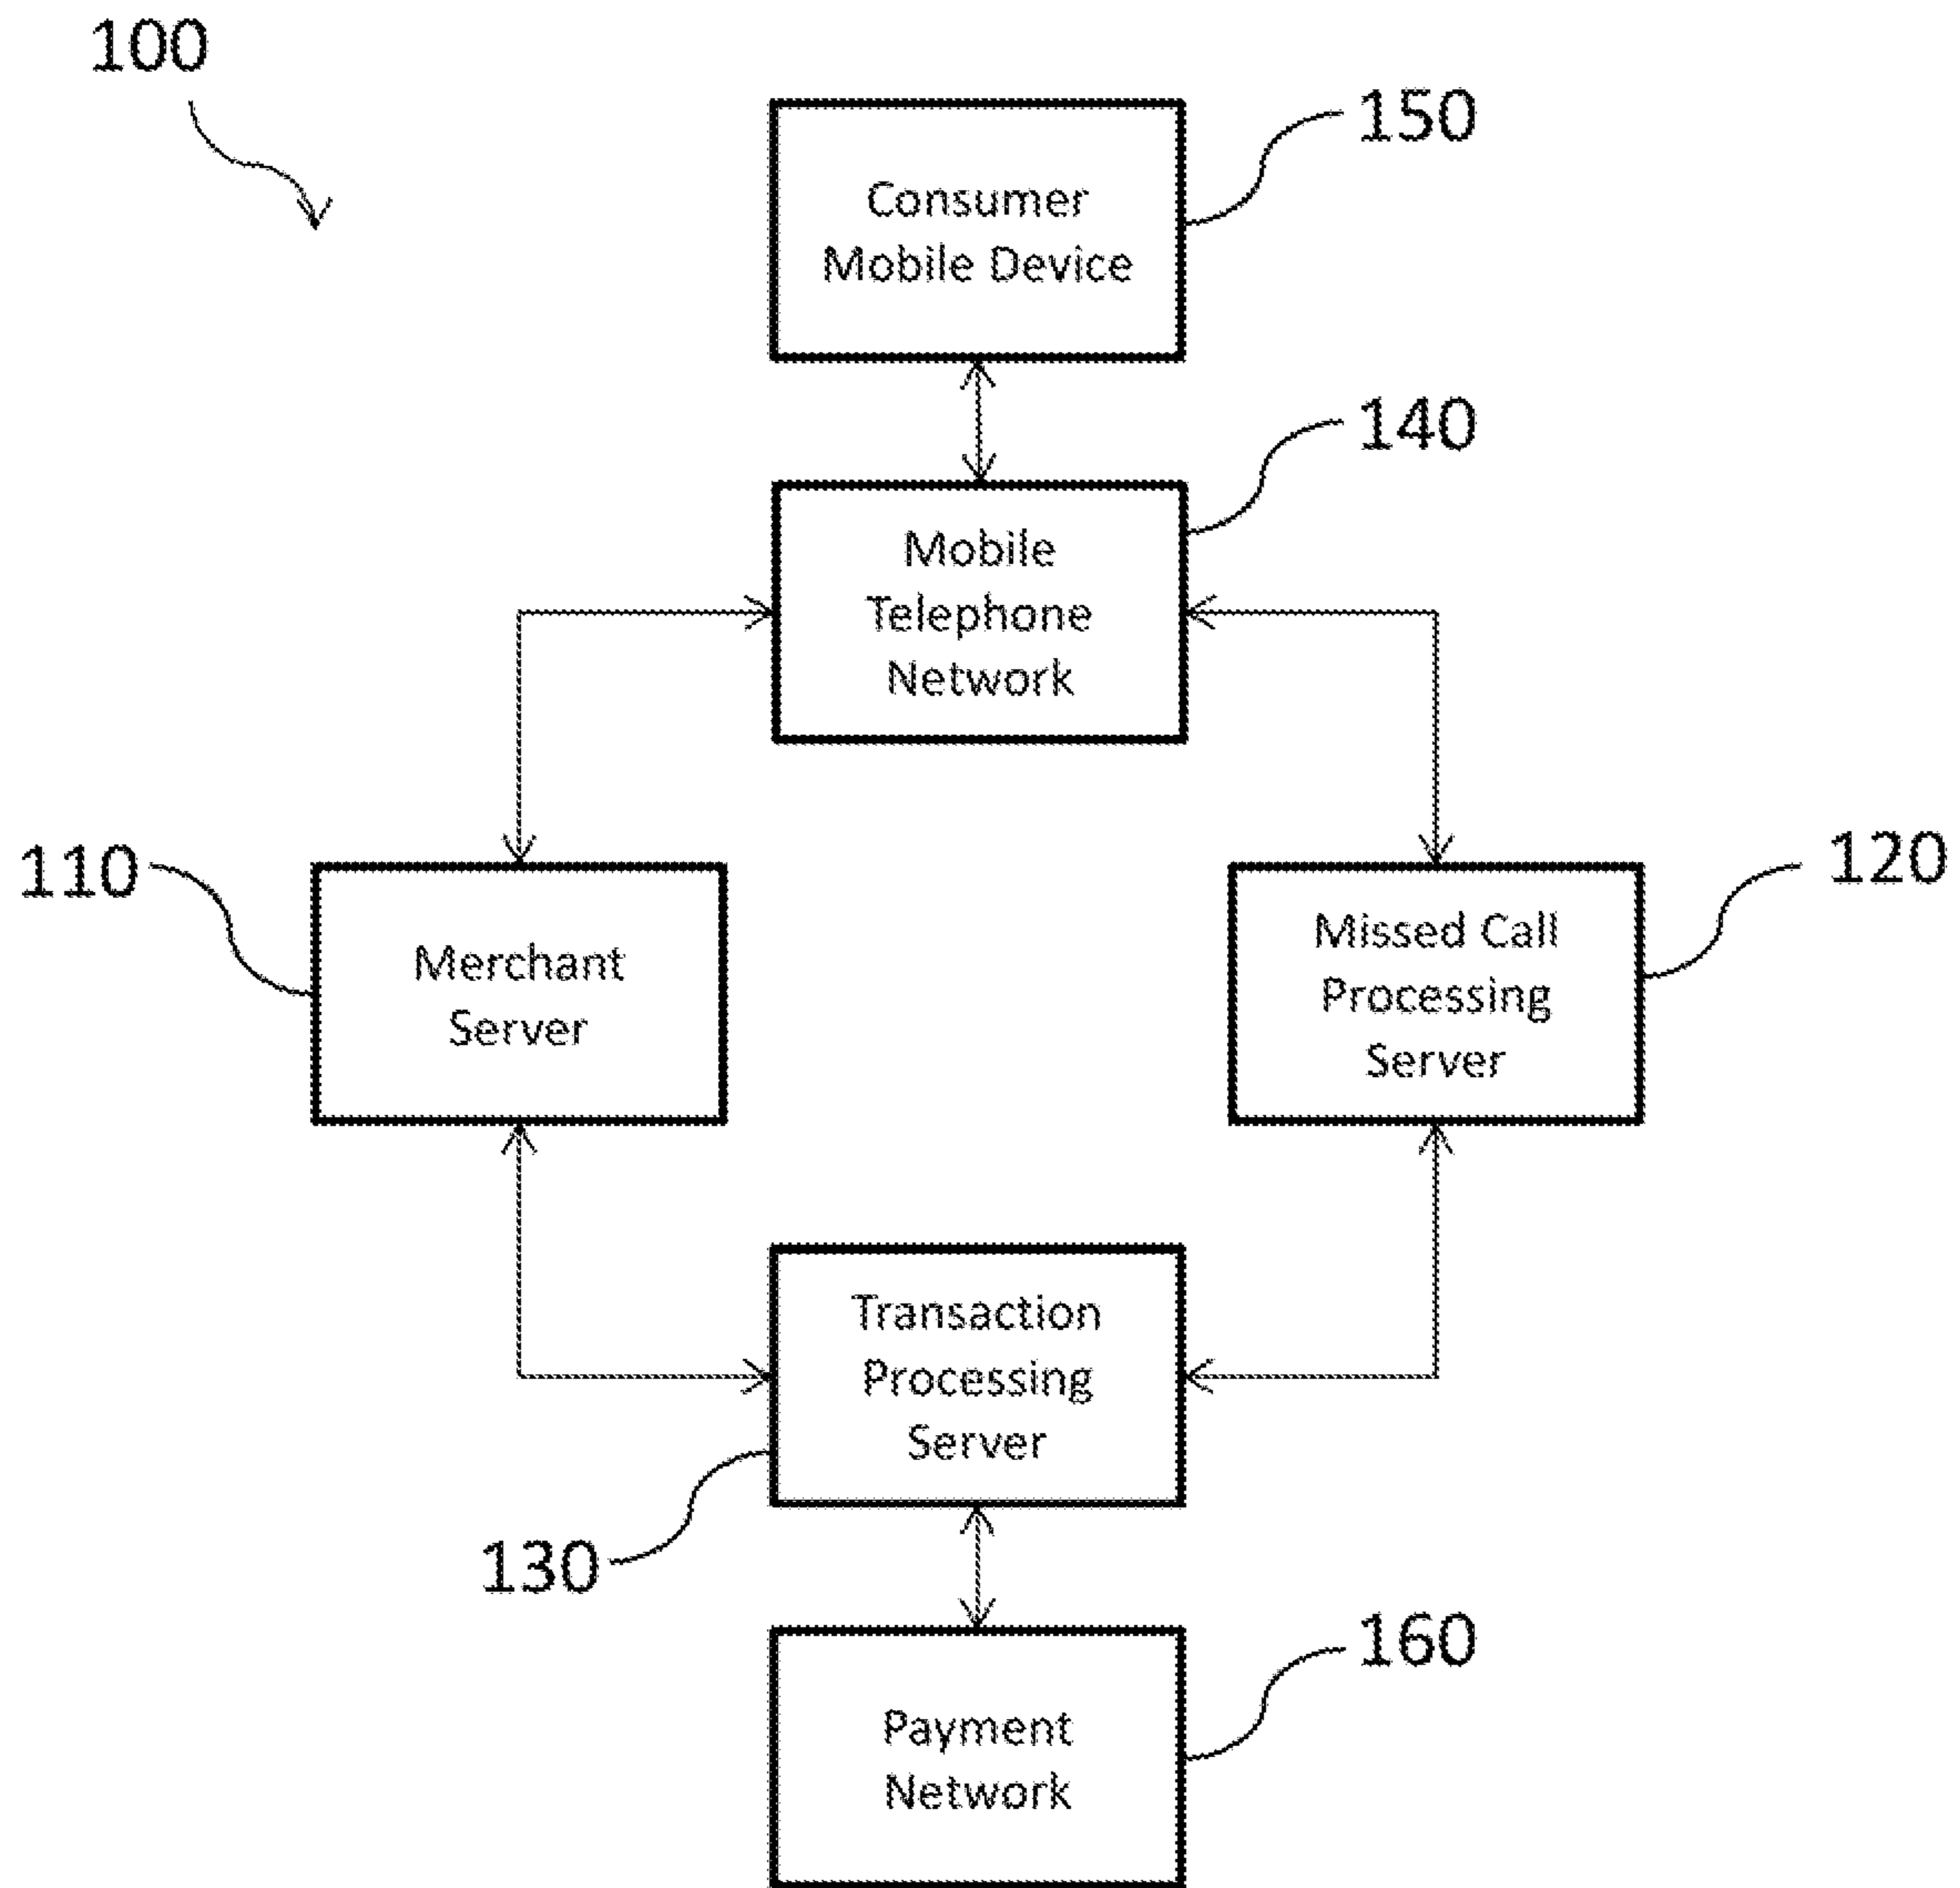 100
150
Consumer
Mobile Device
140
Mobile
Telephone
Network
110
Merchant
Server
120
Missed Call
Processing
Server
Transaction
Processing
Server
130
160
Payment
Network